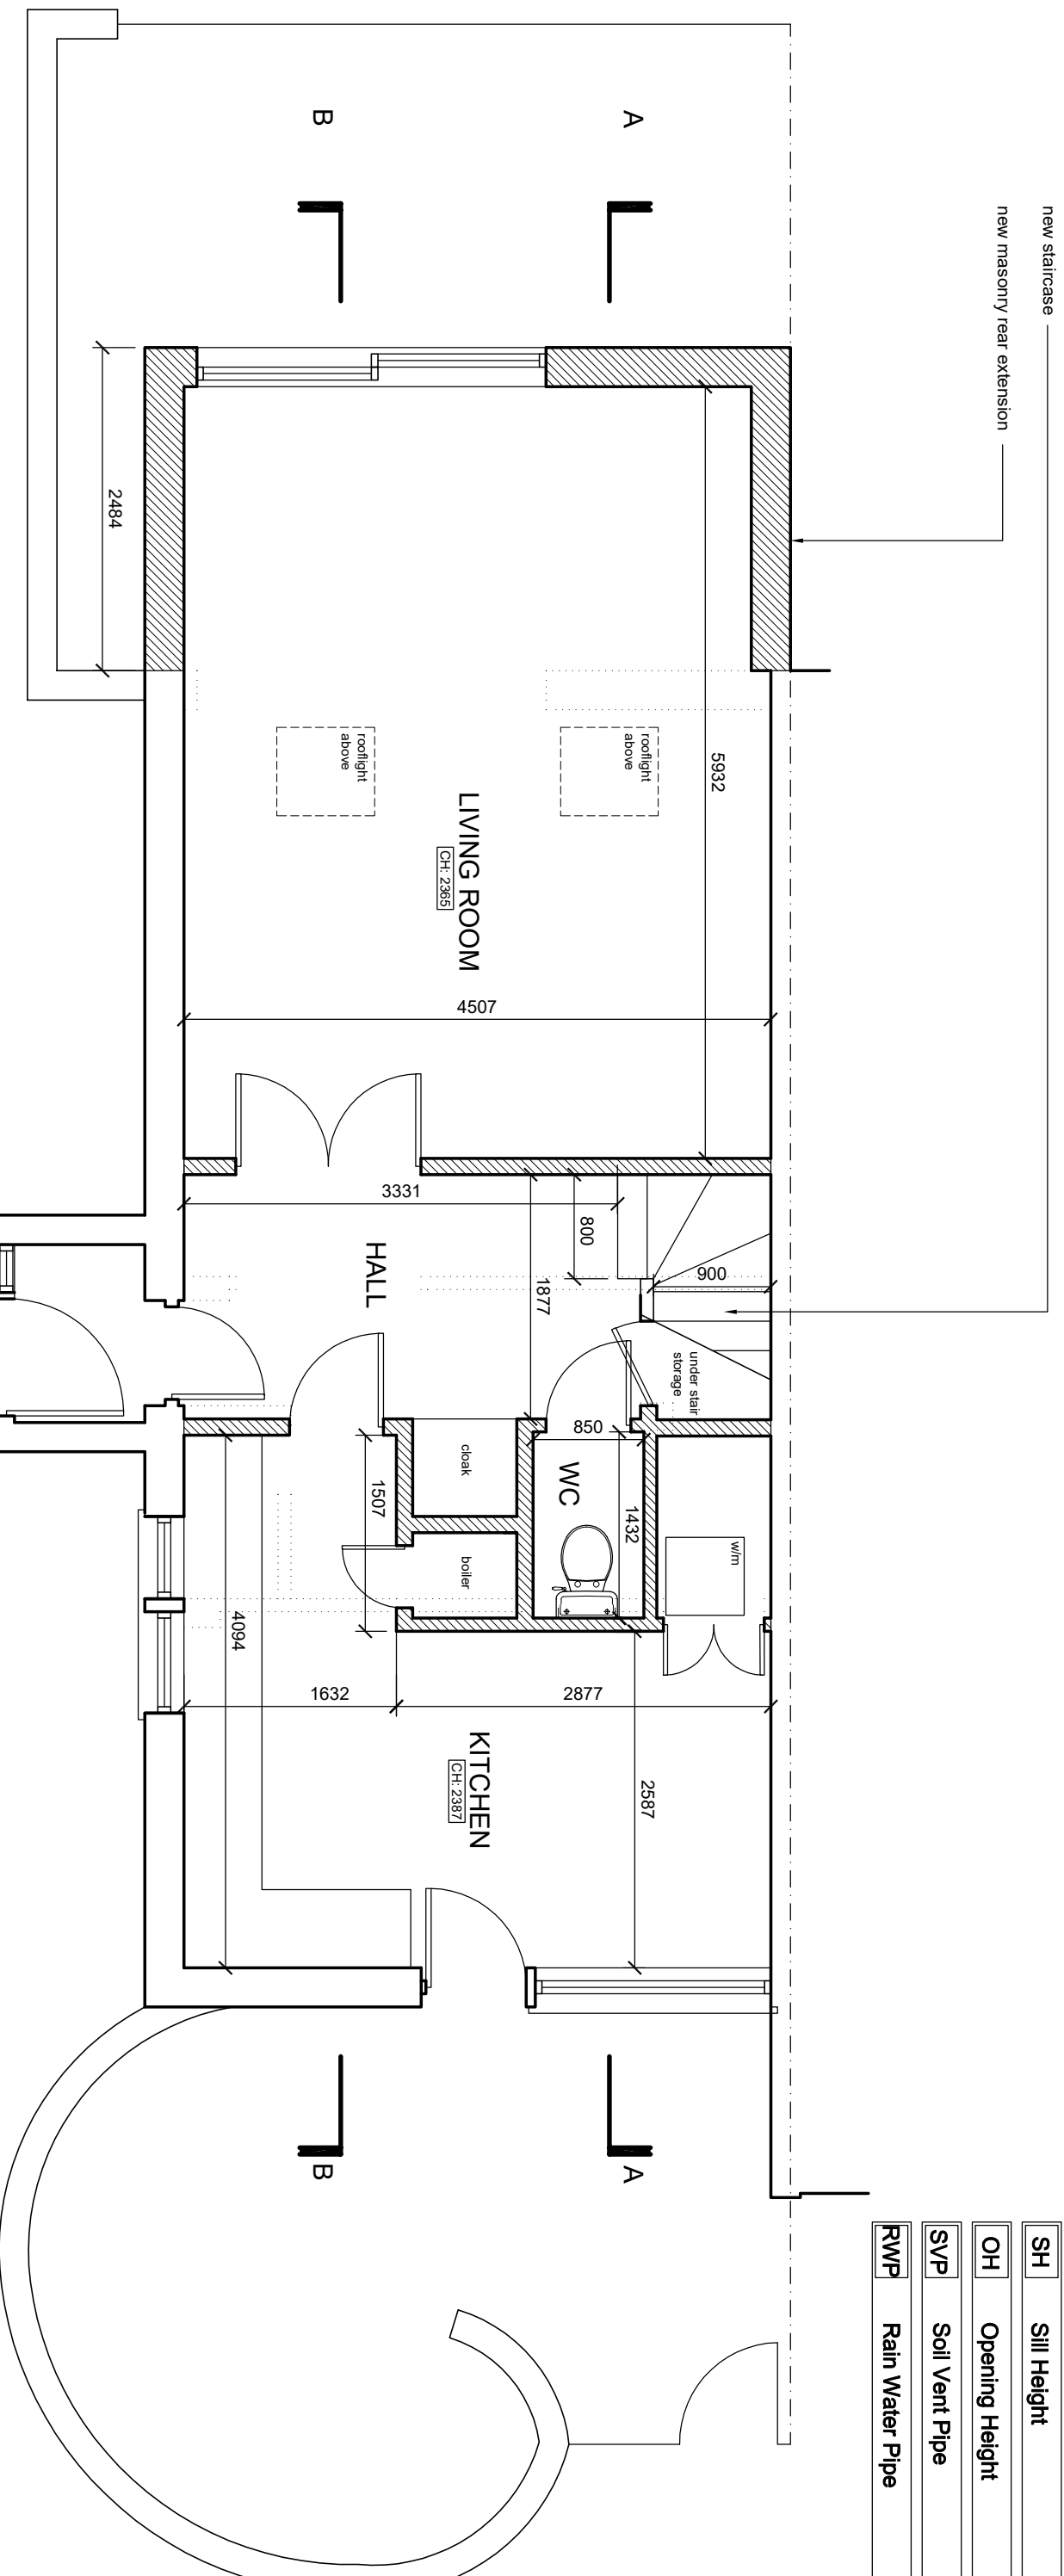 new staircase
new masonry rear extension
SH Sill Height
OH Opening Height
SVP Soil Vent Pipe
RWP Rain Water Pipe
A
B
2484
5932
rooflight
above
rooflight
above
LIVING ROOM
CH: 2365
4507
3331
800
1877
900
HALL
under stair
storage
850
WC
1432
cloak
boiler
w/m
1507
4094
1632
2877
2587
KITCHEN
CH: 2387
A
B